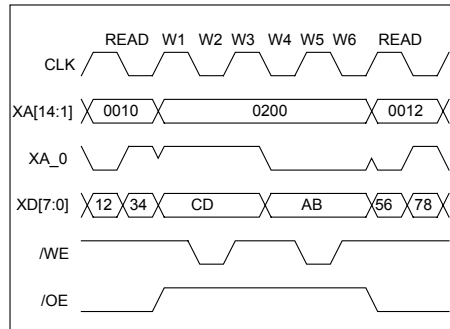 READ W1 W2 W3 W4 W5 W6 READ
CLK
XA[14:1] 0010 0200 0012
XA_0
XD[7:0] 12 34 CD AB 56 78
/WE
/OE